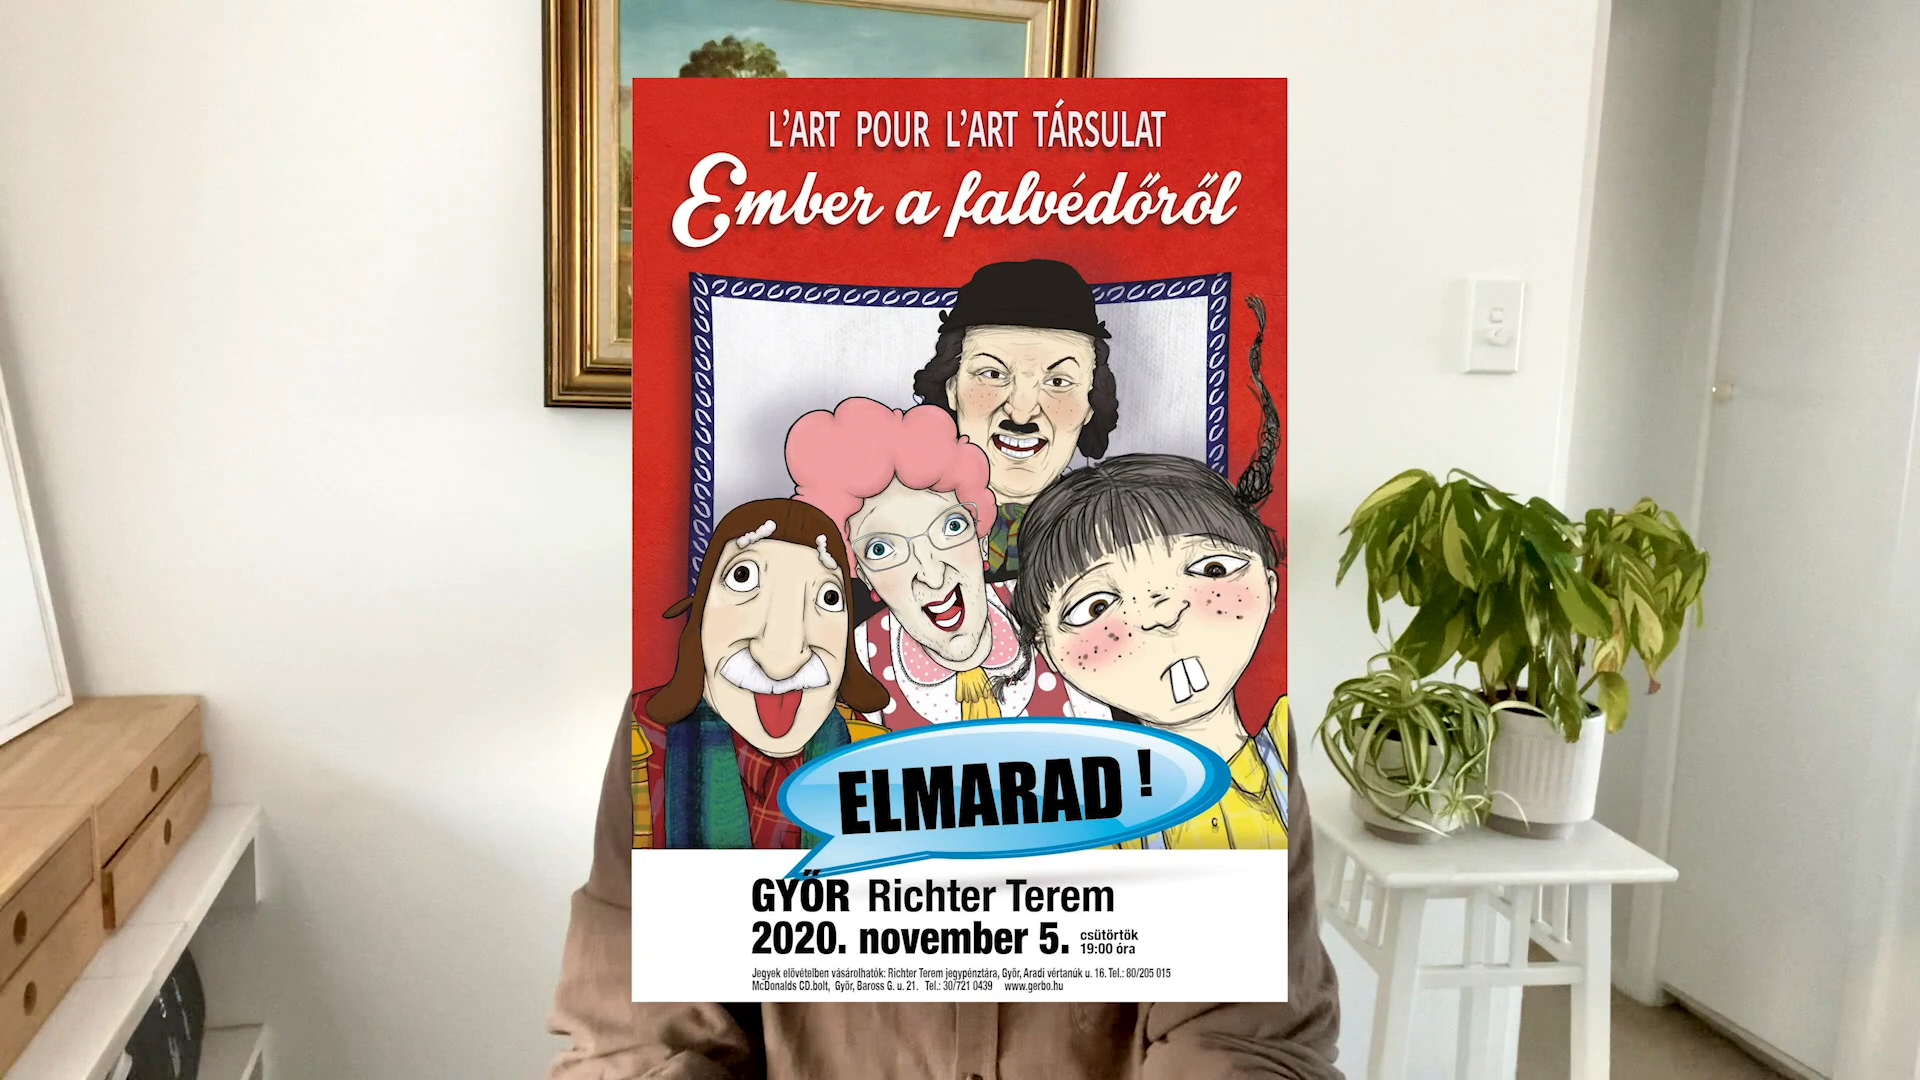 L'ART POUR L'ART TÁRSULAT
Ember a falvédőről
ELMARAD!
GYŐR Richter Terem
2020. november 5. csütörtök
19:00 óra
Jegyek elővételben vásárolhatók: Richter Terem jegypénztára, Győr, Aradi vértanúk u. 16. Tel.: 80/205 015
McDonalds CD.bolt, Győr, Baross G. u. 21. Tel.: 30/721 0439 www.gerbo.hu